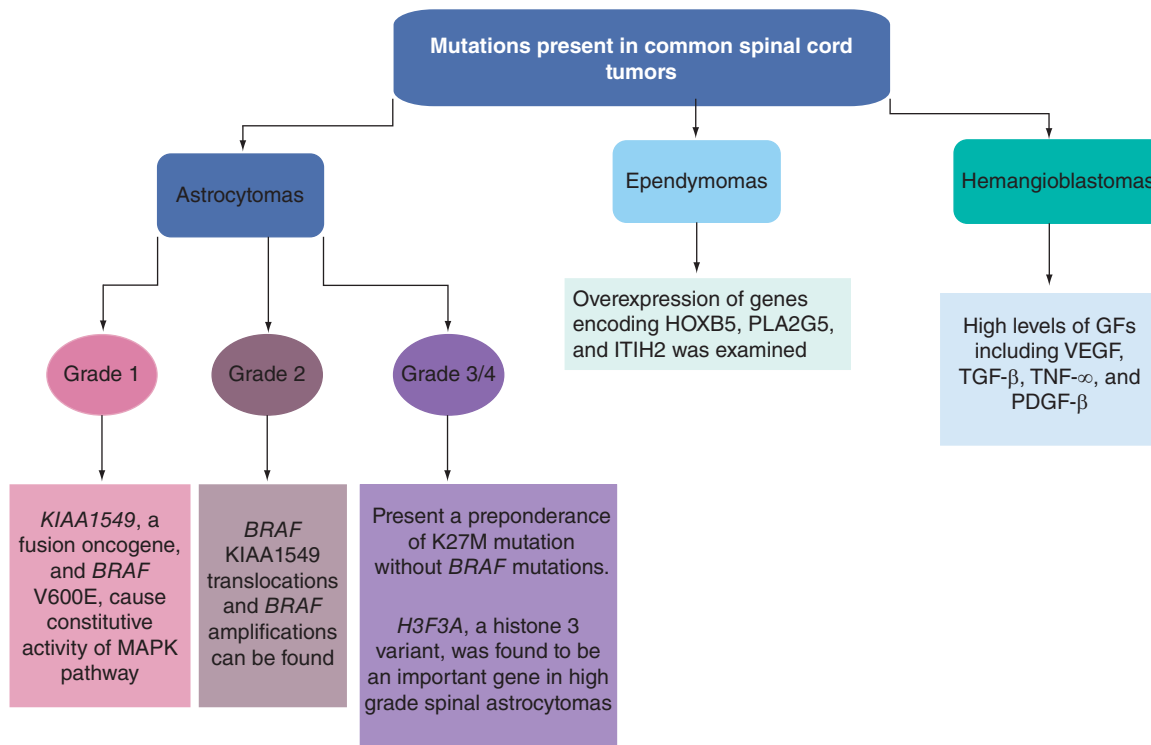 Mutations present in common spinal cord
tumors
Astrocytomas
Ependymomas
Hemangioblastomas
Overexpression of genes
encoding HOXB5, PLA2G5,
and ITIH2 was examined
High levels of GFs
including VEGF,
TGF-β, TNF-∞, and
PDGF-β
Grade 1
Grade 2
Grade 3/4
KIAA1549, a
fusion oncogene,
and BRAF
V600E, cause
constitutive
activity of MAPK
pathway
BRAF
KIAA1549
translocations
and BRAF
amplifications
can be found
Present a preponderance
of K27M mutation
without BRAF mutations.
H3F3A, a histone 3
variant, was found to be
an important gene in high
grade spinal astrocytomas